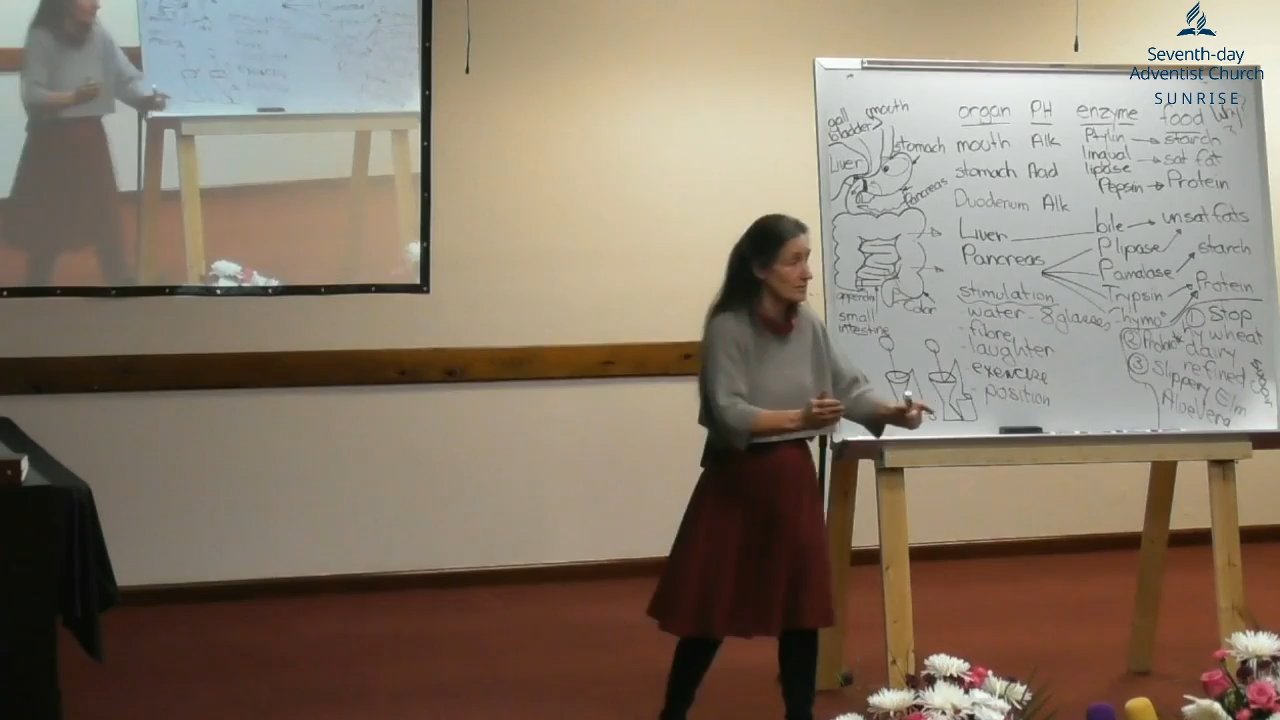 Seventh-day
Adventist Church
SUNRISE
gall mouth
bladder
Liver
stomach
Pancreas
appendix
small
intestine
colon
organ PH enzyme food Why?
mouth Alk Ptylin → starch
lingual
lipase → sat fat
stomach Acid Pepsin → Protein
Duodenum Alk
Liver bile → unsat fats
Pancreas P lipase
P amalase starch
Trypsin Protein
"hymo"
stimulation
water - 8 glasses
- fibre
- laughter
- exercise
- position
① Stop
wheat
dairy
refined
②
③ Slippery Elm
Aloe Vera